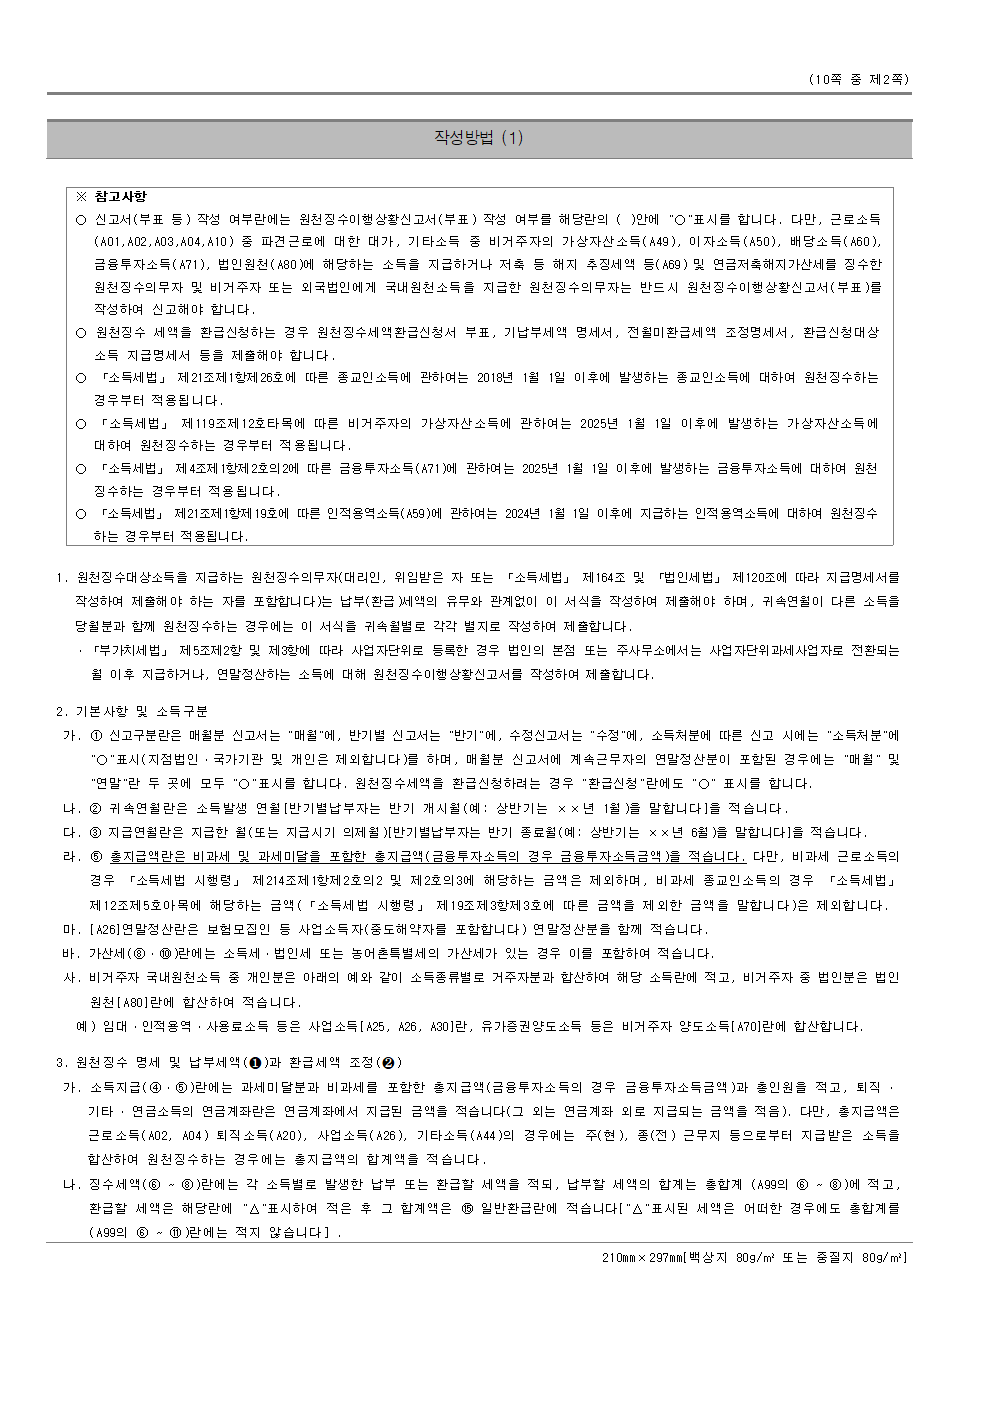 (10쪽 중 제2쪽)
작성방법 (1)
※ 참고사항
○ 신고서(부표 등) 작성 여부란에는 원천징수이행상황신고서(부표) 작성 여부를 해당란의 ( )안에 "○"표시를 합니다. 다만, 근로소득
(A01,A02,A03,A04,A10) 중 파견근로에 대한 대가, 기타소득 중 비거주자의 가상자산소득(A49), 이자소득(A50), 배당소득(A60),
금융투자소득(A71), 법인원천(A80)에 해당하는 소득을 지급하거나 저축 등 해지 추징세액 등(A69) 및 연금저축해지가산세를 징수한
원천징수의무자 및 비거주자 또는 외국법인에게 국내원천소득을 지급한 원천징수의무자는 반드시 원천징수이행상황신고서(부표)를
작성하여 신고해야 합니다.
○ 원천징수 세액을 환급신청하는 경우 원천징수세액환급신청서 부표, 기납부세액 명세서, 전월미환급세액 조정명세서, 환급신청대상
소득 지급명세서 등을 제출해야 합니다.
○ 「소득세법」 제21조제1항제26호에 따른 종교인소득에 관하여는 2018년 1월 1일 이후에 발생하는 종교인소득에 대하여 원천징수하는
경우부터 적용됩니다.
○ 「소득세법」 제119조제12호타목에 따른 비거주자의 가상자산소득에 관하여는 2025년 1월 1일 이후에 발생하는 가상자산소득에
대하여 원천징수하는 경우부터 적용됩니다.
○ 「소득세법」 제4조제1항제2호의2에 따른 금융투자소득(A71)에 관하여는 2025년 1월 1일 이후에 발생하는 금융투자소득에 대하여 원천
징수하는 경우부터 적용됩니다.
○ 「소득세법」 제21조제1항제19호에 따른 인적용역소득(A59)에 관하여는 2024년 1월 1일 이후에 지급하는 인적용역소득에 대하여 원천징수
하는 경우부터 적용됩니다.
1. 원천징수대상소득을 지급하는 원천징수의무자(대리인, 위임받은 자 또는 「소득세법」 제164조 및 「법인세법」 제120조에 따라 지급명세서를
작성하여 제출해야 하는 자를 포함합니다)는 납부(환급)세액의 유무와 관계없이 이 서식을 작성하여 제출해야 하며, 귀속연월이 다른 소득을
당월분과 함께 원천징수하는 경우에는 이 서식을 귀속월별로 각각 별지로 작성하여 제출합니다.
·「부가치세법」 제5조제2항 및 제3항에 따라 사업자단위로 등록한 경우 법인의 본점 또는 주사무소에서는 사업자단위과세사업자로 전환되는
월 이후 지급하거나, 연말정산하는 소득에 대해 원천징수이행상황신고서를 작성하여 제출합니다.
2. 기본사항 및 소득구분
가. ① 신고구분란은 매월분 신고서는 "매월"에, 반기별 신고서는 "반기"에, 수정신고서는 "수정"에, 소득처분에 따른 신고 시에는 "소득처분"에
"○"표시(지점법인·국가기관 및 개인은 제외합니다)를 하며, 매월분 신고서에 계속근무자의 연말정산분이 포함된 경우에는 "매월" 및
"연말"란 두 곳에 모두 "○"표시를 합니다. 원천징수세액을 환급신청하려는 경우 "환급신청"란에도 "○" 표시를 합니다.
나. ② 귀속연월란은 소득발생 연월[반기별납부자는 반기 개시월(예: 상반기는 ××년 1월)을 말합니다]을 적습니다.
다. ③ 지급연월란은 지급한 월(또는 지급시기 의제월)[반기별납부자는 반기 종료월(예: 상반기는 ××년 6월)을 말합니다]을 적습니다.
라. ⑤ 총지급액란은 비과세 및 과세미달을 포함한 총지급액(금융투자소득의 경우 금융투자소득금액)을 적습니다. 다만, 비과세 근로소득의
경우 「소득세법 시행령」 제214조제1항제2호의2 및 제2호의3에 해당하는 금액은 제외하며, 비과세 종교인소득의 경우 「소득세법」
제12조제5호아목에 해당하는 금액(「소득세법 시행령」 제19조제3항제3호에 따른 금액을 제외한 금액을 말합니다)은 제외합니다.
마. [A26]연말정산란은 보험모집인 등 사업소득자(중도해약자를 포함합니다) 연말정산분을 함께 적습니다.
바. 가산세(⑧·⑩)란에는 소득세·법인세 또는 농어촌특별세의 가산세가 있는 경우 이를 포함하여 적습니다.
사. 비거주자 국내원천소득 중 개인분은 아래의 예와 같이 소득종류별로 거주자분과 합산하여 해당 소득란에 적고, 비거주자 중 법인분은 법인
원천[A80]란에 합산하여 적습니다.
예) 임대·인적용역·사용료소득 등은 사업소득[A25, A26, A30]란, 유가증권양도소득 등은 비거주자 양도소득[A70]란에 합산합니다.
3. 원천징수 명세 및 납부세액(❶)과 환급세액 조정(❷)
가. 소득지급(④·⑤)란에는 과세미달분과 비과세를 포함한 총지급액(금융투자소득의 경우 금융투자소득금액)과 총인원을 적고, 퇴직·
기타· 연금소득의 연금계좌란은 연금계좌에서 지급된 금액을 적습니다(그 외는 연금계좌 외로 지급되는 금액을 적음). 다만, 총지급액은
근로소득(A02, A04) 퇴직소득(A20), 사업소득(A26), 기타소득(A44)의 경우에는 주(현), 종(전) 근무지 등으로부터 지급받은 소득을
합산하여 원천징수하는 경우에는 총지급액의 합계액을 적습니다.
나. 징수세액(⑥ ~ ⑧)란에는 각 소득별로 발생한 납부 또는 환급할 세액을 적되, 납부할 세액의 합계는 총합계 (A99의 ⑥ ~ ⑧)에 적고,
환급할 세액은 해당란에 "△"표시하여 적은 후 그 합계액은 ⑮ 일반환급란에 적습니다["△"표시된 세액은 어떠한 경우에도 총합계를
(A99의 ⑥ ~ ⑪)란에는 적지 않습니다] .
210㎜×297㎜[백상지 80g/㎡ 또는 중질지 80g/㎡]